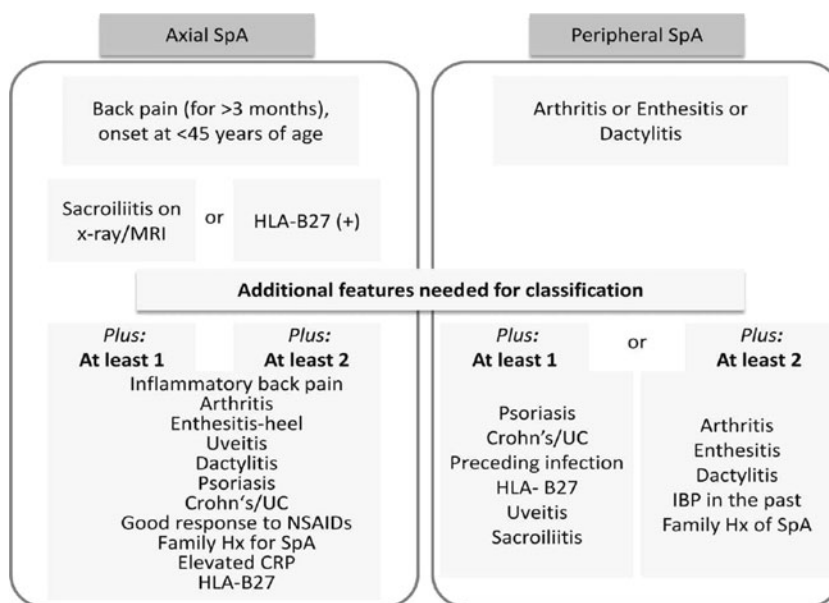 Axial SpA
Back pain (for >3 months),
onset at <45 years of age
Sacroiliitis on
x-ray/MRI
or
HLA-B27 (+)
Peripheral SpA
Arthritis or Enthesitis or
Dactylitis
Additional features needed for classification
Plus:
At least 1
Plus:
At least 2
Inflammatory back pain
Arthritis
Enthesitis-heel
Uveitis
Dactylitis
Psoriasis
Crohn‘s/UC
Good response to NSAIDs
Family Hx for SpA
Elevated CRP
HLA-B27
Plus:
At least 1
or
Plus:
At least 2
Psoriasis
Crohn’s/UC
Preceding infection
HLA- B27
Uveitis
Sacroiliitis
Arthritis
Enthesitis
Dactylitis
IBP in the past
Family Hx of SpA